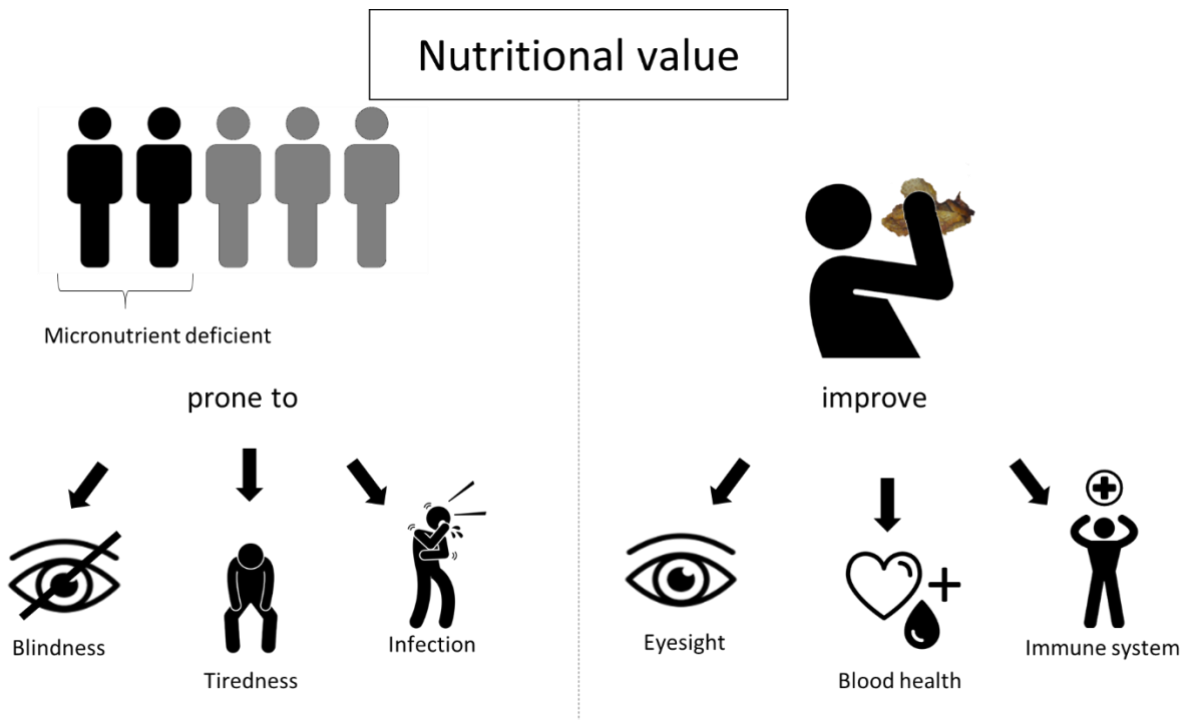 Nutritional value
Micronutrient deficient
prone to
Blindness
Tiredness
Infection
improve
Eyesight
Blood health
Immune system